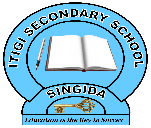 ITIGI SECONDARY SCHOOL
SINGIDA
Education is the Key to Success